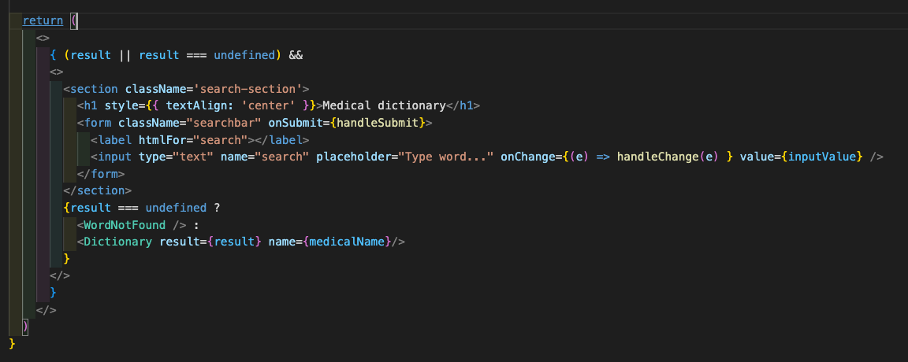 return (
<>
{ (result || result === undefined) &&
<>
<section className='search-section'>
<h1 style={{ textAlign: 'center' }}>Medical dictionary</h1>
<form className="searchbar" onSubmit={handleSubmit}>
<label htmlFor="search"></label>
<input type="text" name="search" placeholder="Type word..." onChange={(e) => handleChange(e) } value={inputValue} />
</form>
</section>
{result === undefined ?
<WordNotFound /> :
<Dictionary result={result} name={medicalName}/>
}
</>
}
</>
)
}